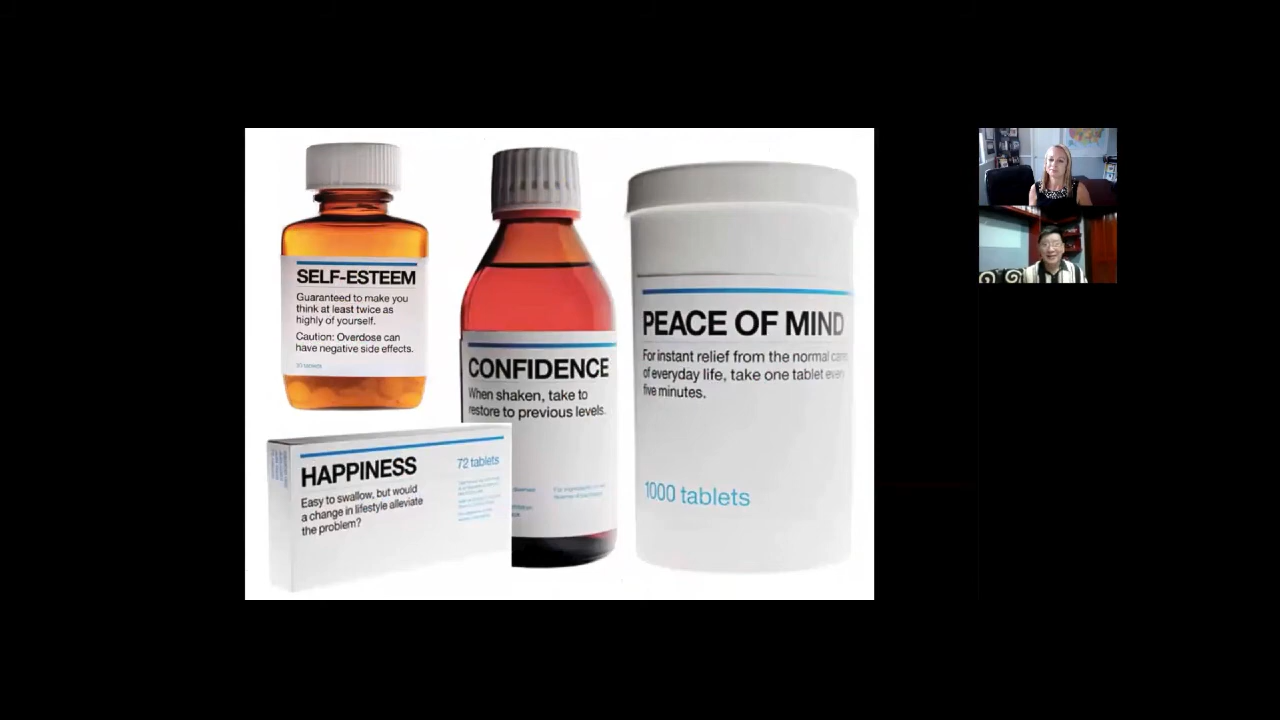 SELF-ESTEEM
Guaranteed to make you
think at least twice as
highly of yourself.
Caution: Overdose can
have negative side effects.
CONFIDENCE
When shaken, take to
restore to previous levels.
PEACE OF MIND
For instant relief from the normal
of everyday life, take one tablet
five minutes.
1000 tablets
HAPPINESS
72 tablets
Easy to swallow, but would
a change in lifestyle alleviate
the problem?